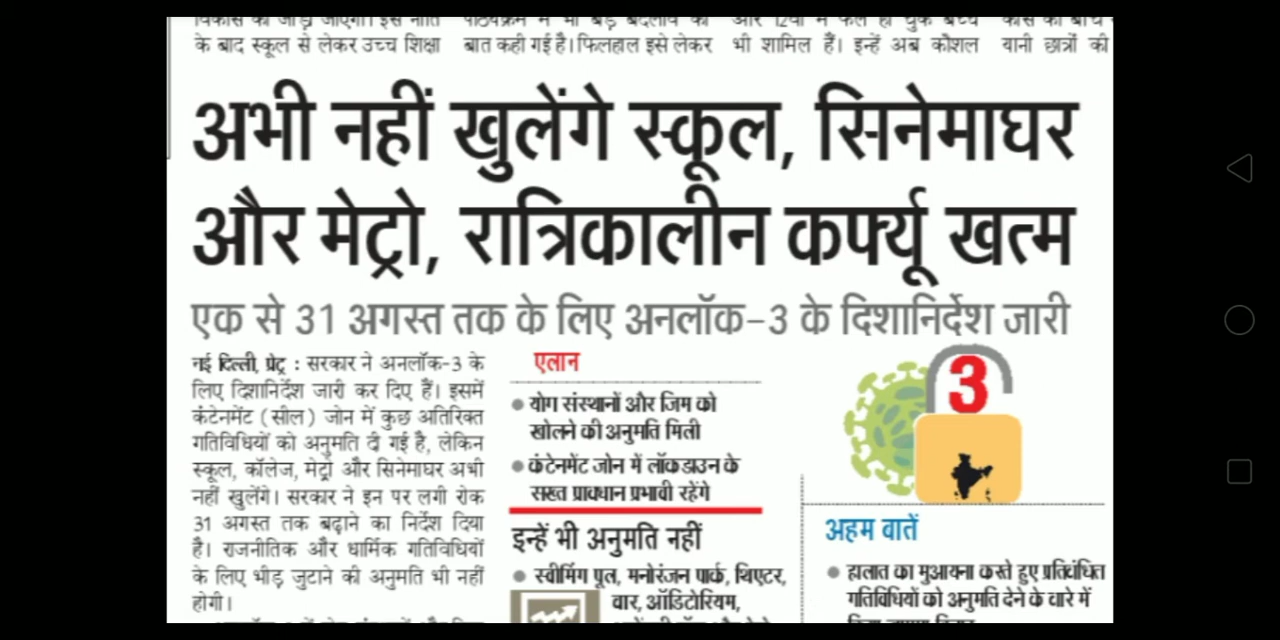 के बाद स्कूल से लेकर उच्च शिक्षा
बात कही गई है। फिलहाल इसे लेकर
भी शामिल हैं। इन्हें अब कौशल
यानी छात्रों की
अभी नहीं खुलेंगे स्कूल, सिनेमाघर
और मेट्रो, रात्रिकालीन कर्फ्यू खत्म
एक से 31 अगस्त तक के लिए अनलॉक-3 के दिशानिर्देश जारी
नई दिल्ली, प्रेट्र : सरकार ने अनलॉक-3 के
लिए दिशानिर्देश जारी कर दिए हैं। इसमें
कंटेनमेंट (सील) जोन में कुछ अतिरिक्त
गतिविधियों को अनुमति दी गई है, लेकिन
स्कूल, कॉलेज, मेट्रो और सिनेमाघर अभी
नहीं खुलेंगे। सरकार ने इन पर लगी रोक
31 अगस्त तक बढ़ाने का निर्देश दिया
है। राजनीतिक और धार्मिक गतिविधियों
के लिए भीड़ जुटाने की अनुमति भी नहीं
होगी।
एलान
● योग संस्थानों और जिम को
खोलने की अनुमति मिली
● कंटेनमेंट जोन में लॉकडाउन के
सख्त प्रावधान प्रभावी रहेंगे
इन्हें भी अनुमति नहीं
● स्वीमिंग पूल, मनोरंजन पार्क, थिएटर,
बार, ऑडिटोरियम,
3
अहम बातें
● हालात का मुआयना करते हुए प्रतिबंधित
गतिविधियों को अनुमति देने के बारे में